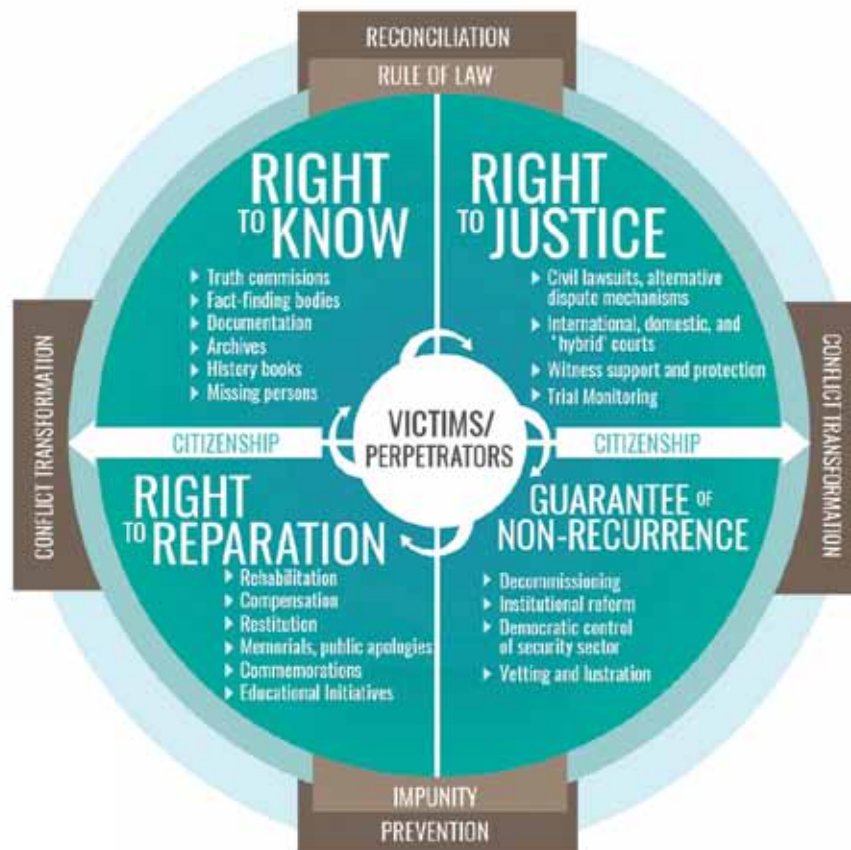 RECONCILIATION
RULE OF LAW
RIGHT
TO KNOW
Truth commisions
Fact-finding bodies
Documentation
Archives
History books
Missing persons
RIGHT
TO JUSTICE
Civil lawsuits, alternative
dispute mechanisms
International, domestic, and
'hybrid' courts
Witness support and protection
Trial Monitoring
CONFLICT TRANSFORMATION
CITIZENSHIP
VICTIMS/
PERPETRATORS
CITIZENSHIP
CONFLICT TRANSFORMATION
RIGHT
TO REPARATION
Rehabilitation
Compensation
Restitution
Memorials, public apologies
Commemorations
Educational Initiatives
GUARANTEE OF
NON-RECURRENCE
Decommissioning
Institutional reform
Democratic control
of security sector
Vetting and lustration
IMPUNITY
PREVENTION